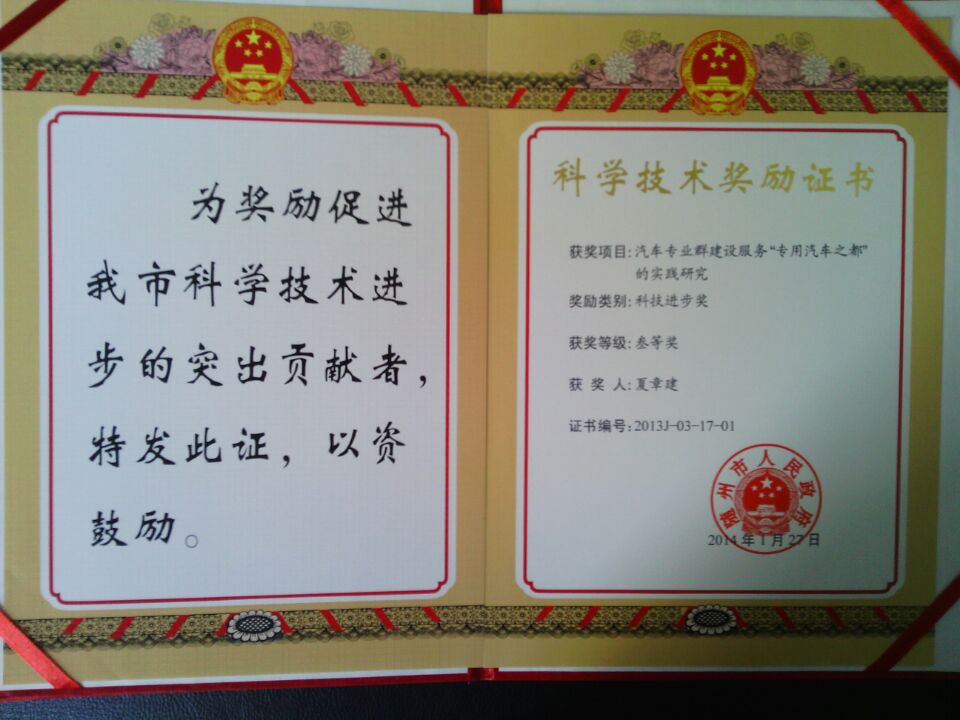 为奖励促进
我市科学技术进
步的突出贡献者，
特发此证，以资
鼓励。
科学技术奖励证书
获奖项目：汽车专业群建设服务“专用汽车之都”
的实践研究
奖励类别：科技进步奖
获奖等级：叁等奖
获奖人：夏章建
证书编号：2013J-03-17-01
随州市人民政府
2014年1月27日